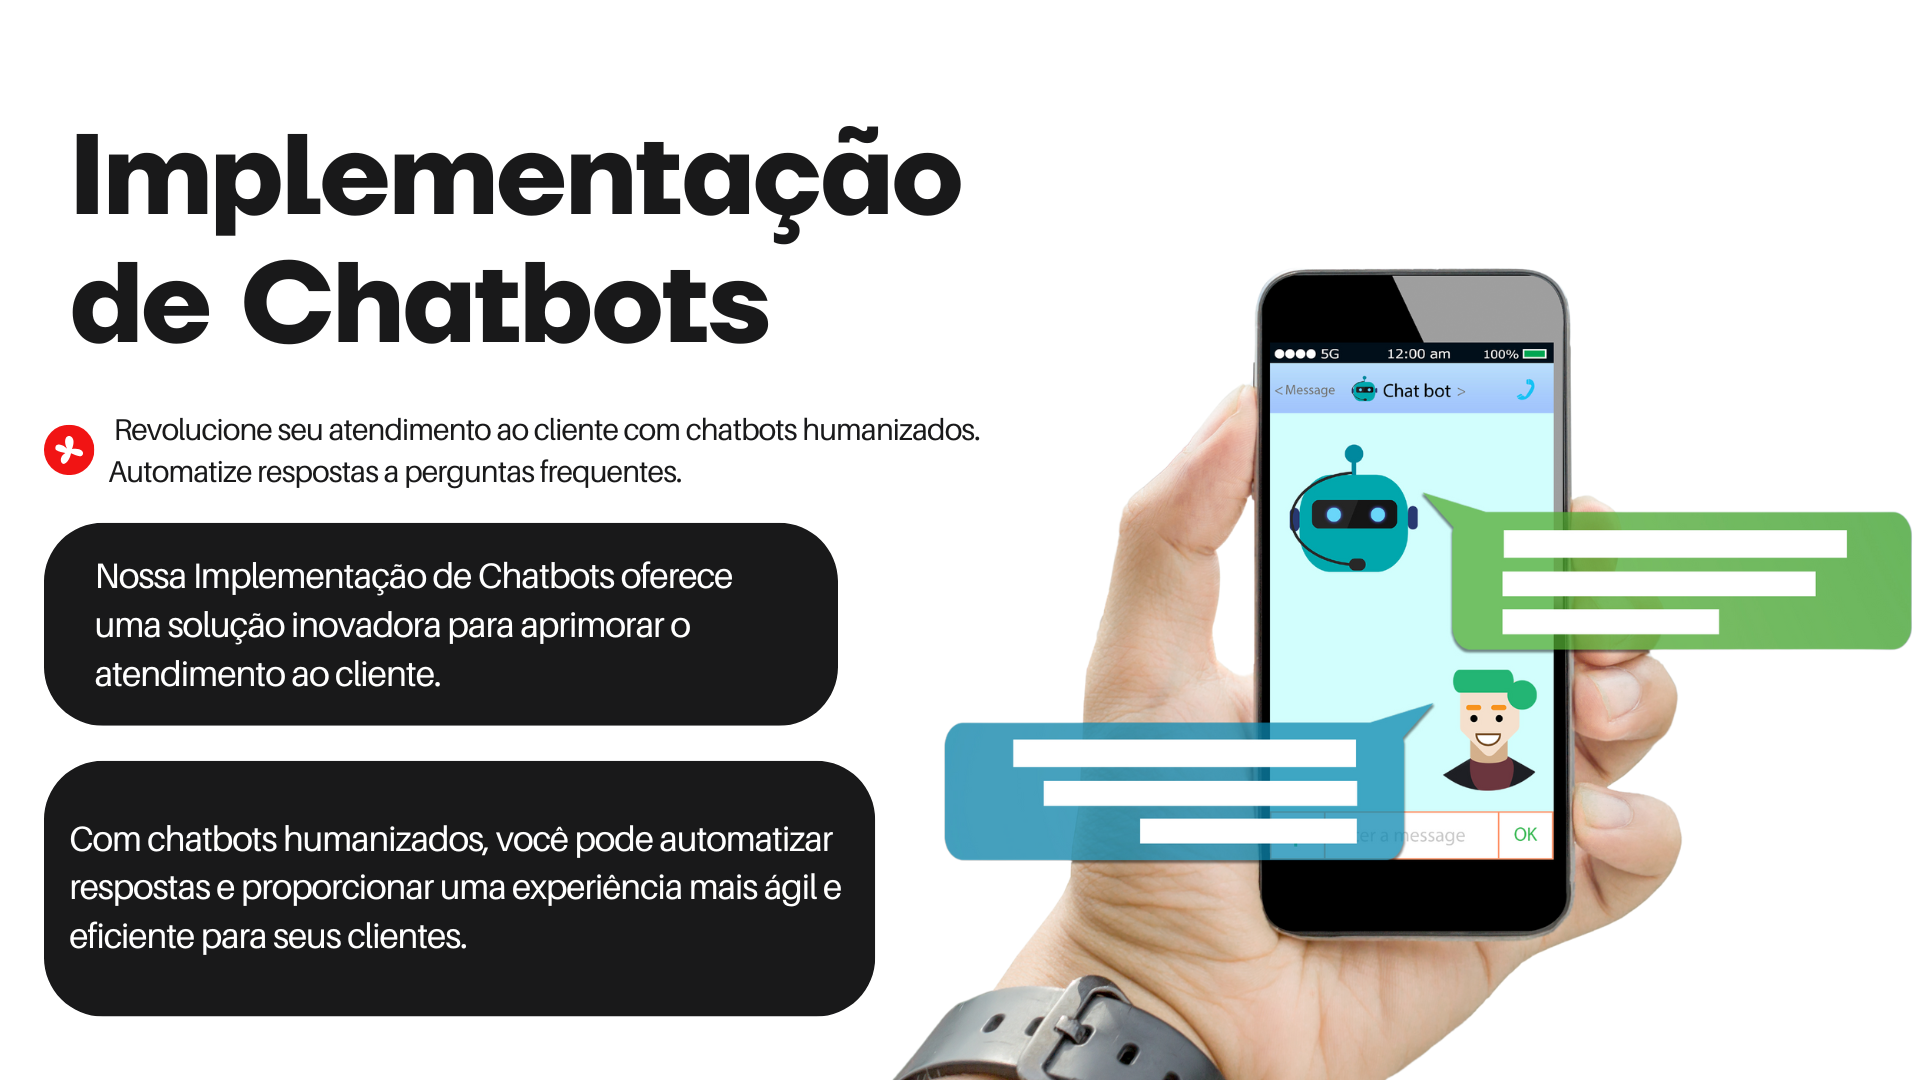 Implementação
de Chatbots
Revolucione seu atendimento ao cliente com chatbots humanizados.
Automatize respostas a perguntas frequentes.
Nossa Implementação de Chatbots oferece
uma solução inovadora para aprimorar o
atendimento ao cliente.
Com chatbots humanizados, você pode automatizar
respostas e proporcionar uma experiência mais ágil e
eficiente para seus clientes.
5G 12:00 am 100%
< Message Chat bot >
a message OK